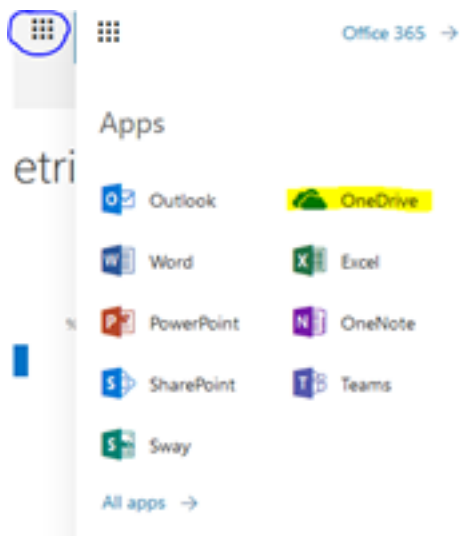 Office 365 →
Apps
etri
Outlook OneDrive
Word Excel
%
PowerPoint OneNote
SharePoint Teams
Sway
All apps →